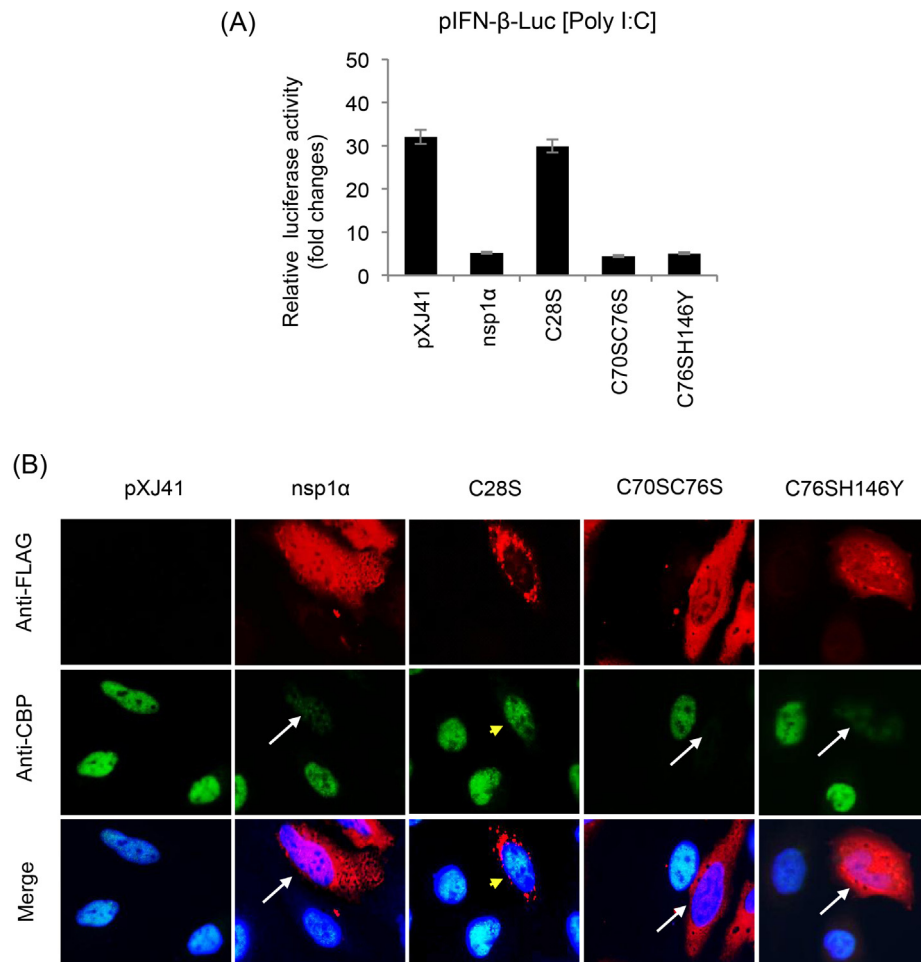 (A)
pIFN-β-Luc [Poly I:C]
Relative luciferase activity
(fold changes)
50
40
30
20
10
0
pXJ41
nsp1α
C28S
C70SC76S
C76SH146Y
(B)
pXJ41
nsp1α
C28S
C70SC76S
C76SH146Y
Anti-FLAG
Anti-CBP
Merge